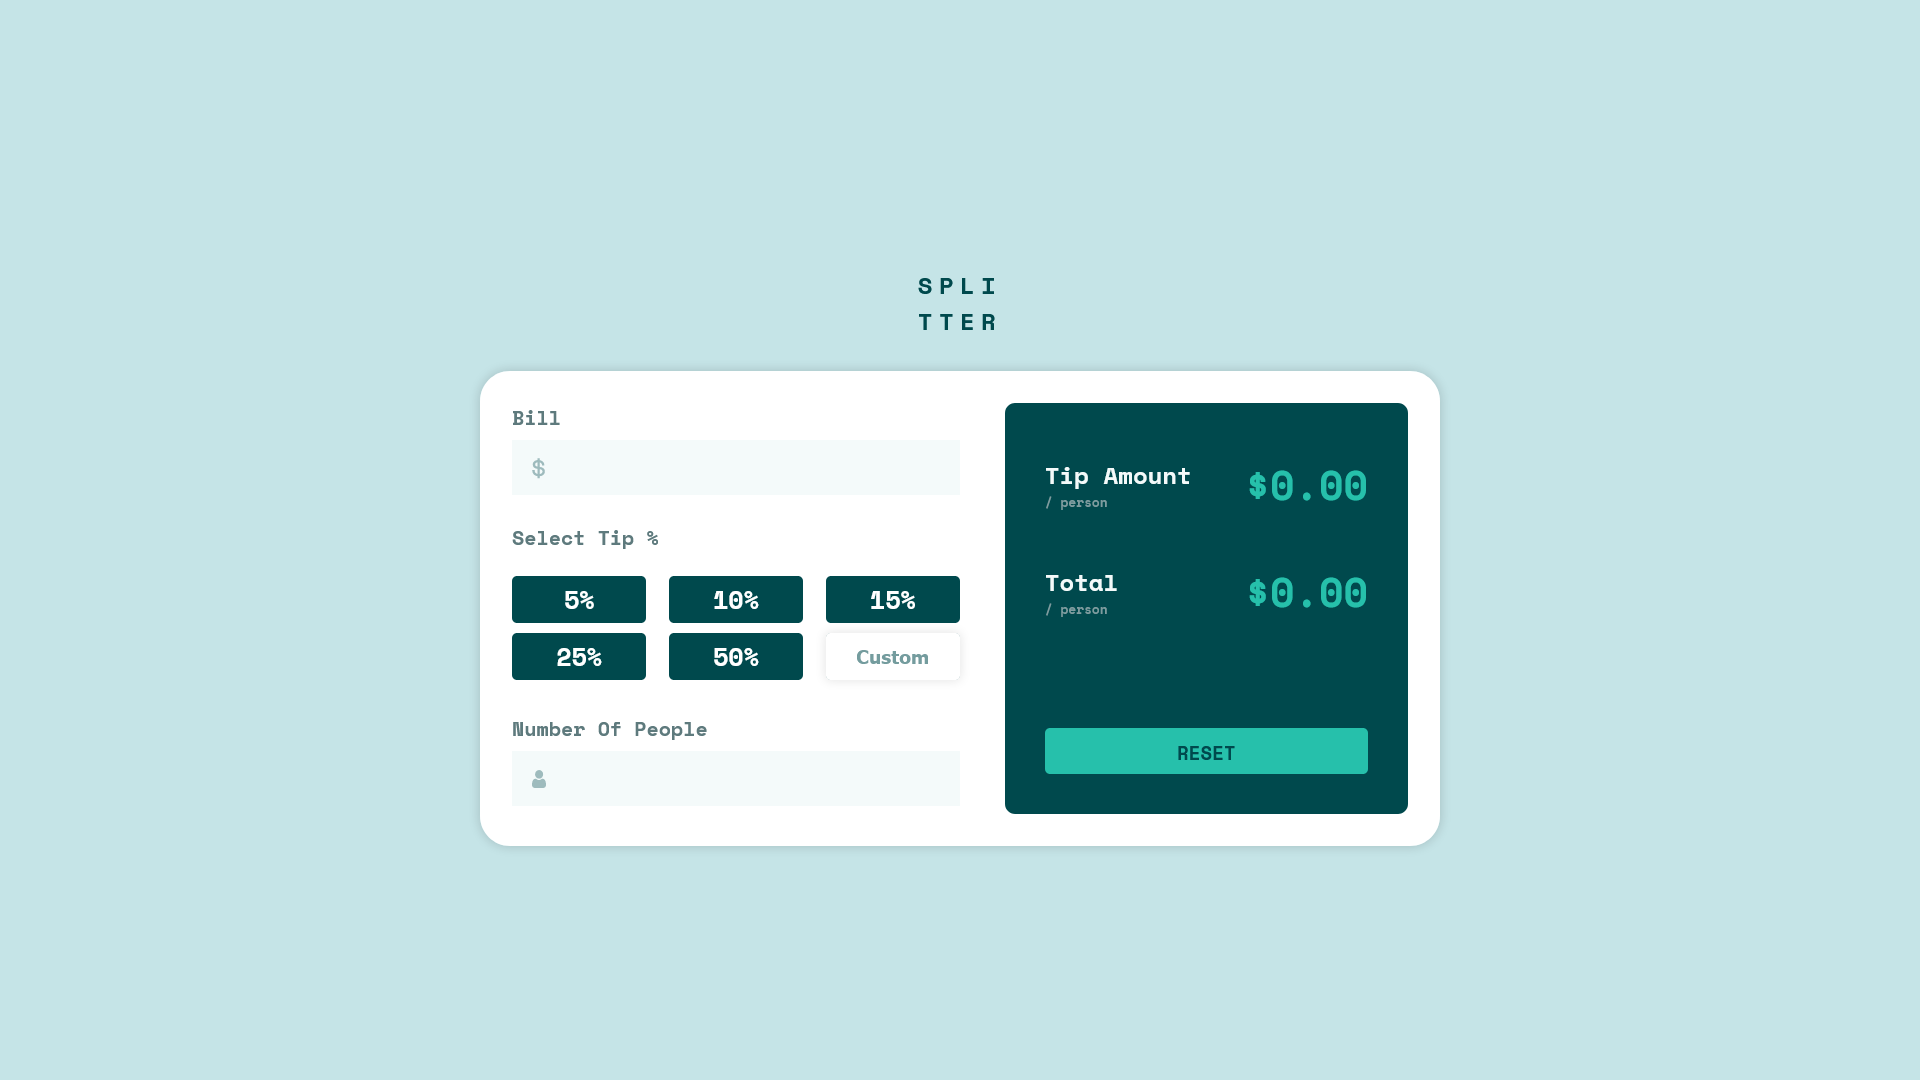 SPLI
TTER
Bill
$
Select Tip %
5% 10% 15%
25% 50% Custom
Number Of People
Tip Amount
/ person
$0.00
Total
/ person
$0.00
RESET